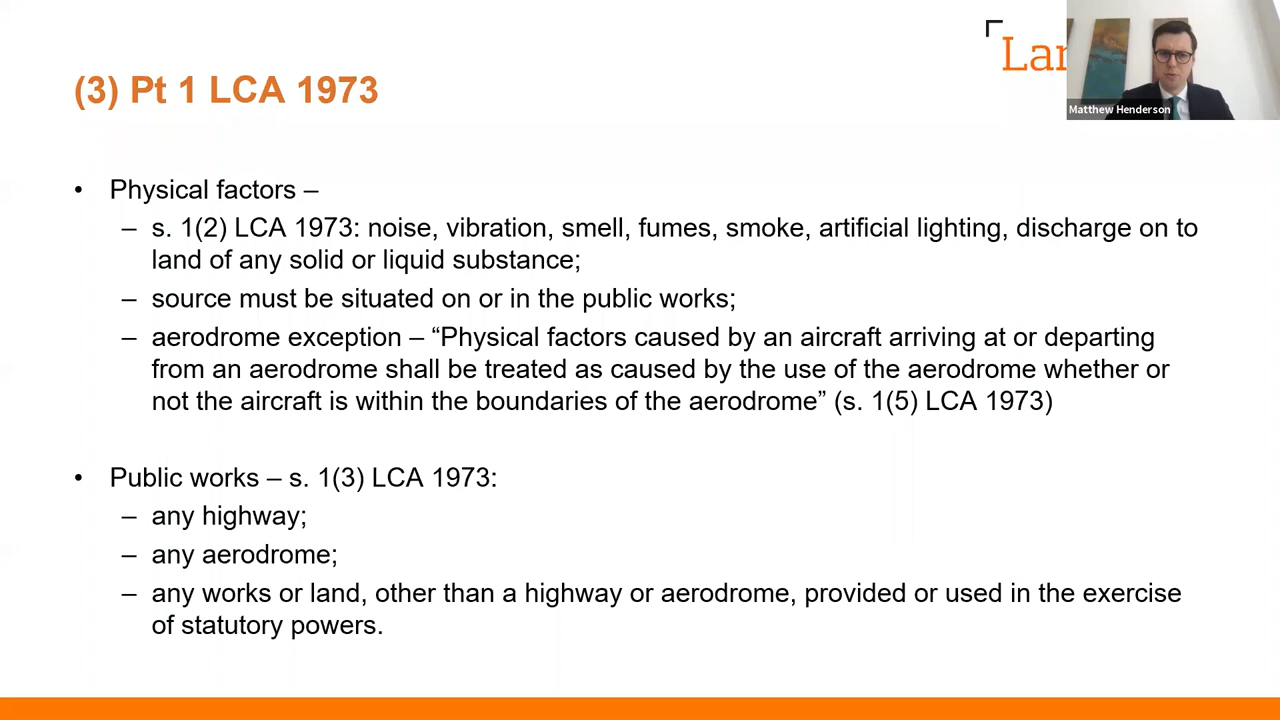 Lan
(3) Pt 1 LCA 1973
Matthew Henderson
• Physical factors –
– s. 1(2) LCA 1973: noise, vibration, smell, fumes, smoke, artificial lighting, discharge on to
land of any solid or liquid substance;
– source must be situated on or in the public works;
– aerodrome exception – “Physical factors caused by an aircraft arriving at or departing
from an aerodrome shall be treated as caused by the use of the aerodrome whether or
not the aircraft is within the boundaries of the aerodrome” (s. 1(5) LCA 1973)
• Public works – s. 1(3) LCA 1973:
– any highway;
– any aerodrome;
– any works or land, other than a highway or aerodrome, provided or used in the exercise
of statutory powers.